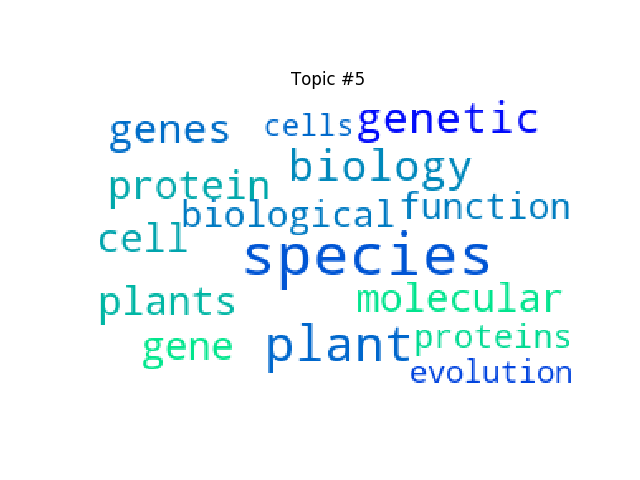 Topic #5
genes cells genetic
protein biology
biological function
cell
species
plants molecular
gene plant proteins
evolution